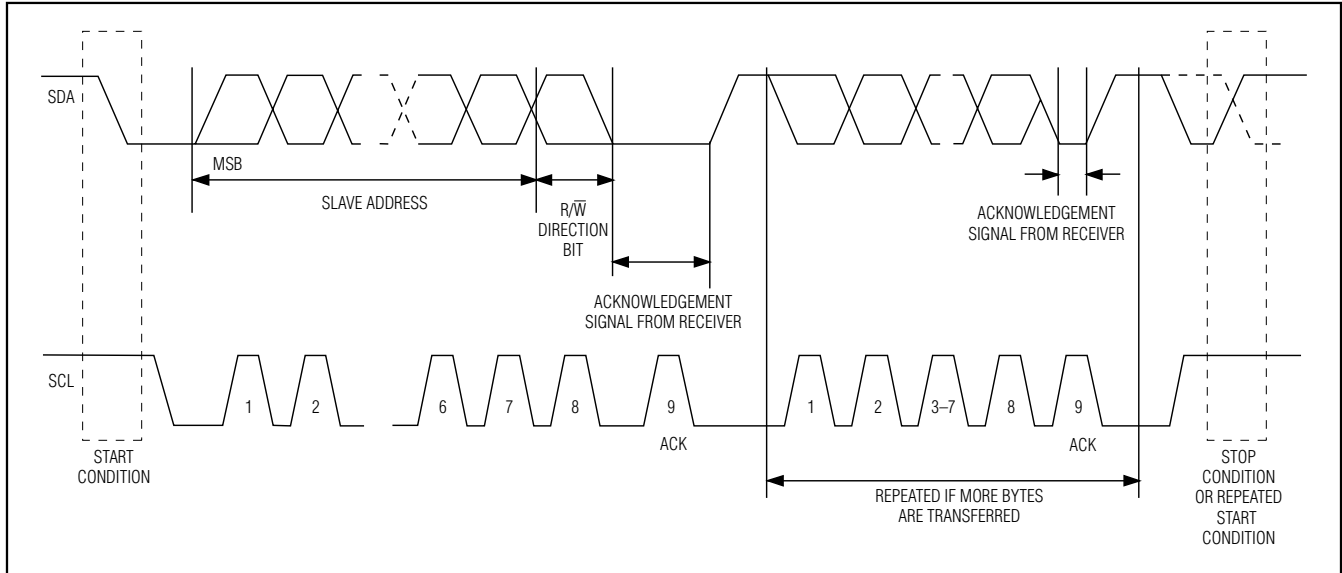 SDA
MSB
SLAVE ADDRESS
R/W̅
DIRECTION
BIT
ACKNOWLEDGEMENT
SIGNAL FROM RECEIVER
ACKNOWLEDGEMENT
SIGNAL FROM RECEIVER
SCL
1
2
6
7
8
9
ACK
1
2
3–7
8
9
ACK
START
CONDITION
REPEATED IF MORE BYTES
ARE TRANSFERRED
STOP
CONDITION
OR REPEATED
START
CONDITION